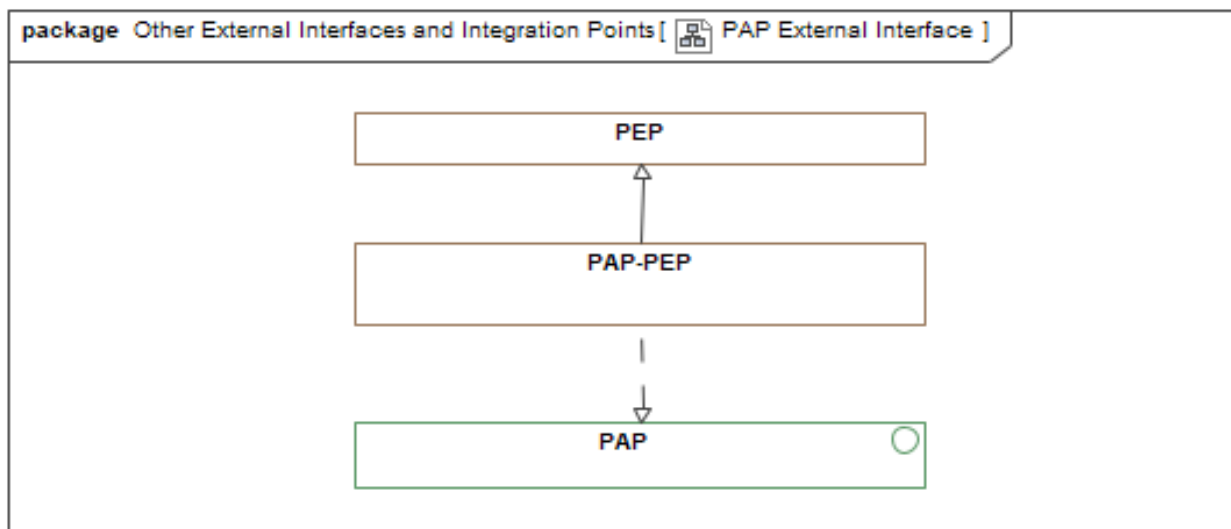 package Other External Interfaces and Integration Points[ PAP External Interface ]
PEP
PAP-PEP
PAP